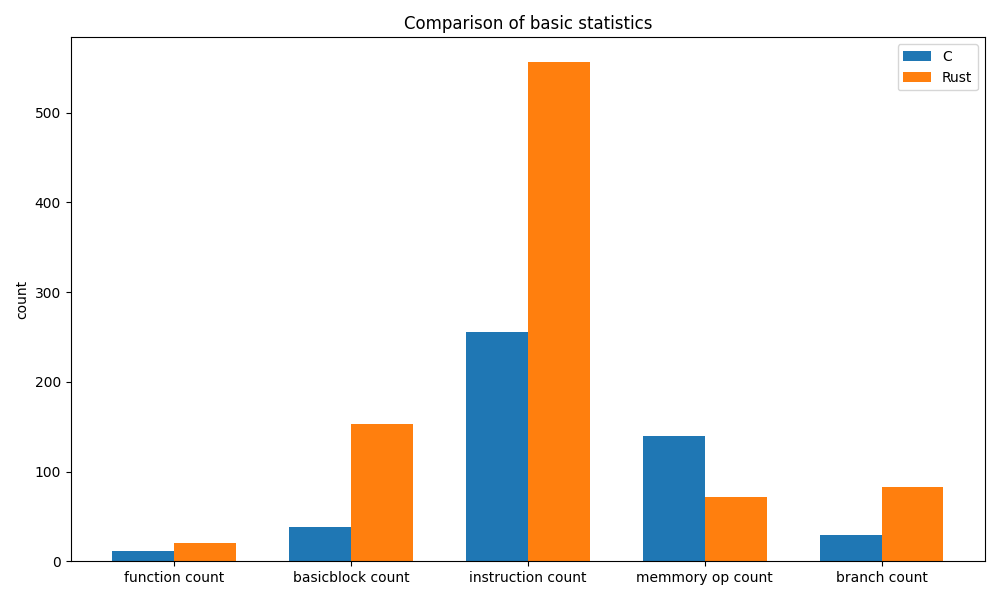 Comparison of basic statistics
C
Rust
count
500
400
300
200
100
0
function count
basicblock count
instruction count
memmory op count
branch count